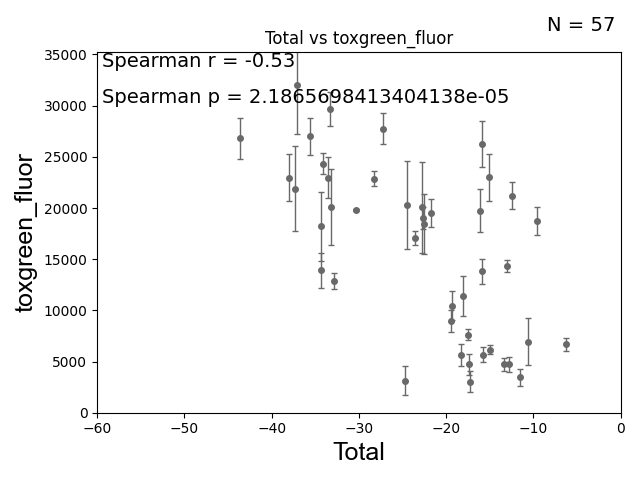 N = 57
Total vs toxgreen_fluor
Spearman r = -0.53
Spearman p = 2.1865698413404138e-05
toxgreen_fluor
35000
30000
25000
20000
15000
10000
5000
0
−60 −50 −40 −30 −20 −10 0
Total